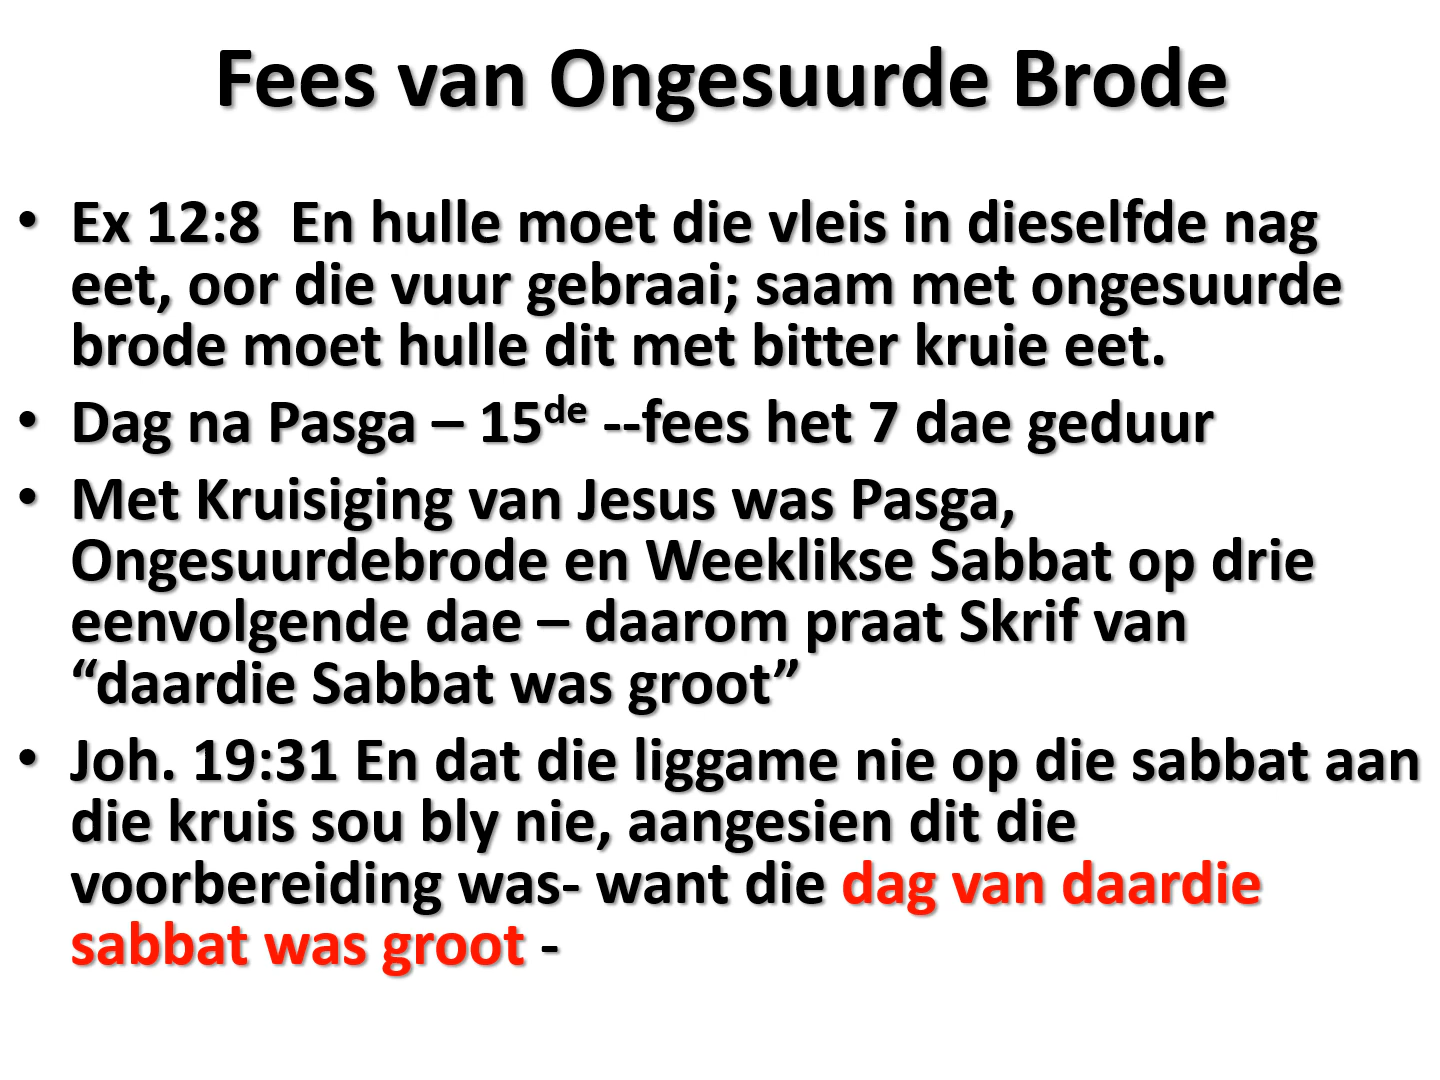 Fees van Ongesuurde Brode
• Ex 12:8  En hulle moet die vleis in dieselfde nag
eet, oor die vuur gebraai; saam met ongesuurde
brode moet hulle dit met bitter kruie eet.
• Dag na Pasga – 15de --fees het 7 dae geduur
• Met Kruisiging van Jesus was Pasga,
Ongesuurdebrode en Weeklikse Sabbat op drie
eenvolgende dae – daarom praat Skrif van
“daardie Sabbat was groot”
• Joh. 19:31 En dat die liggame nie op die sabbat aan
die kruis sou bly nie, aangesien dit die
voorbereiding was- want die dag van daardie
sabbat was groot -